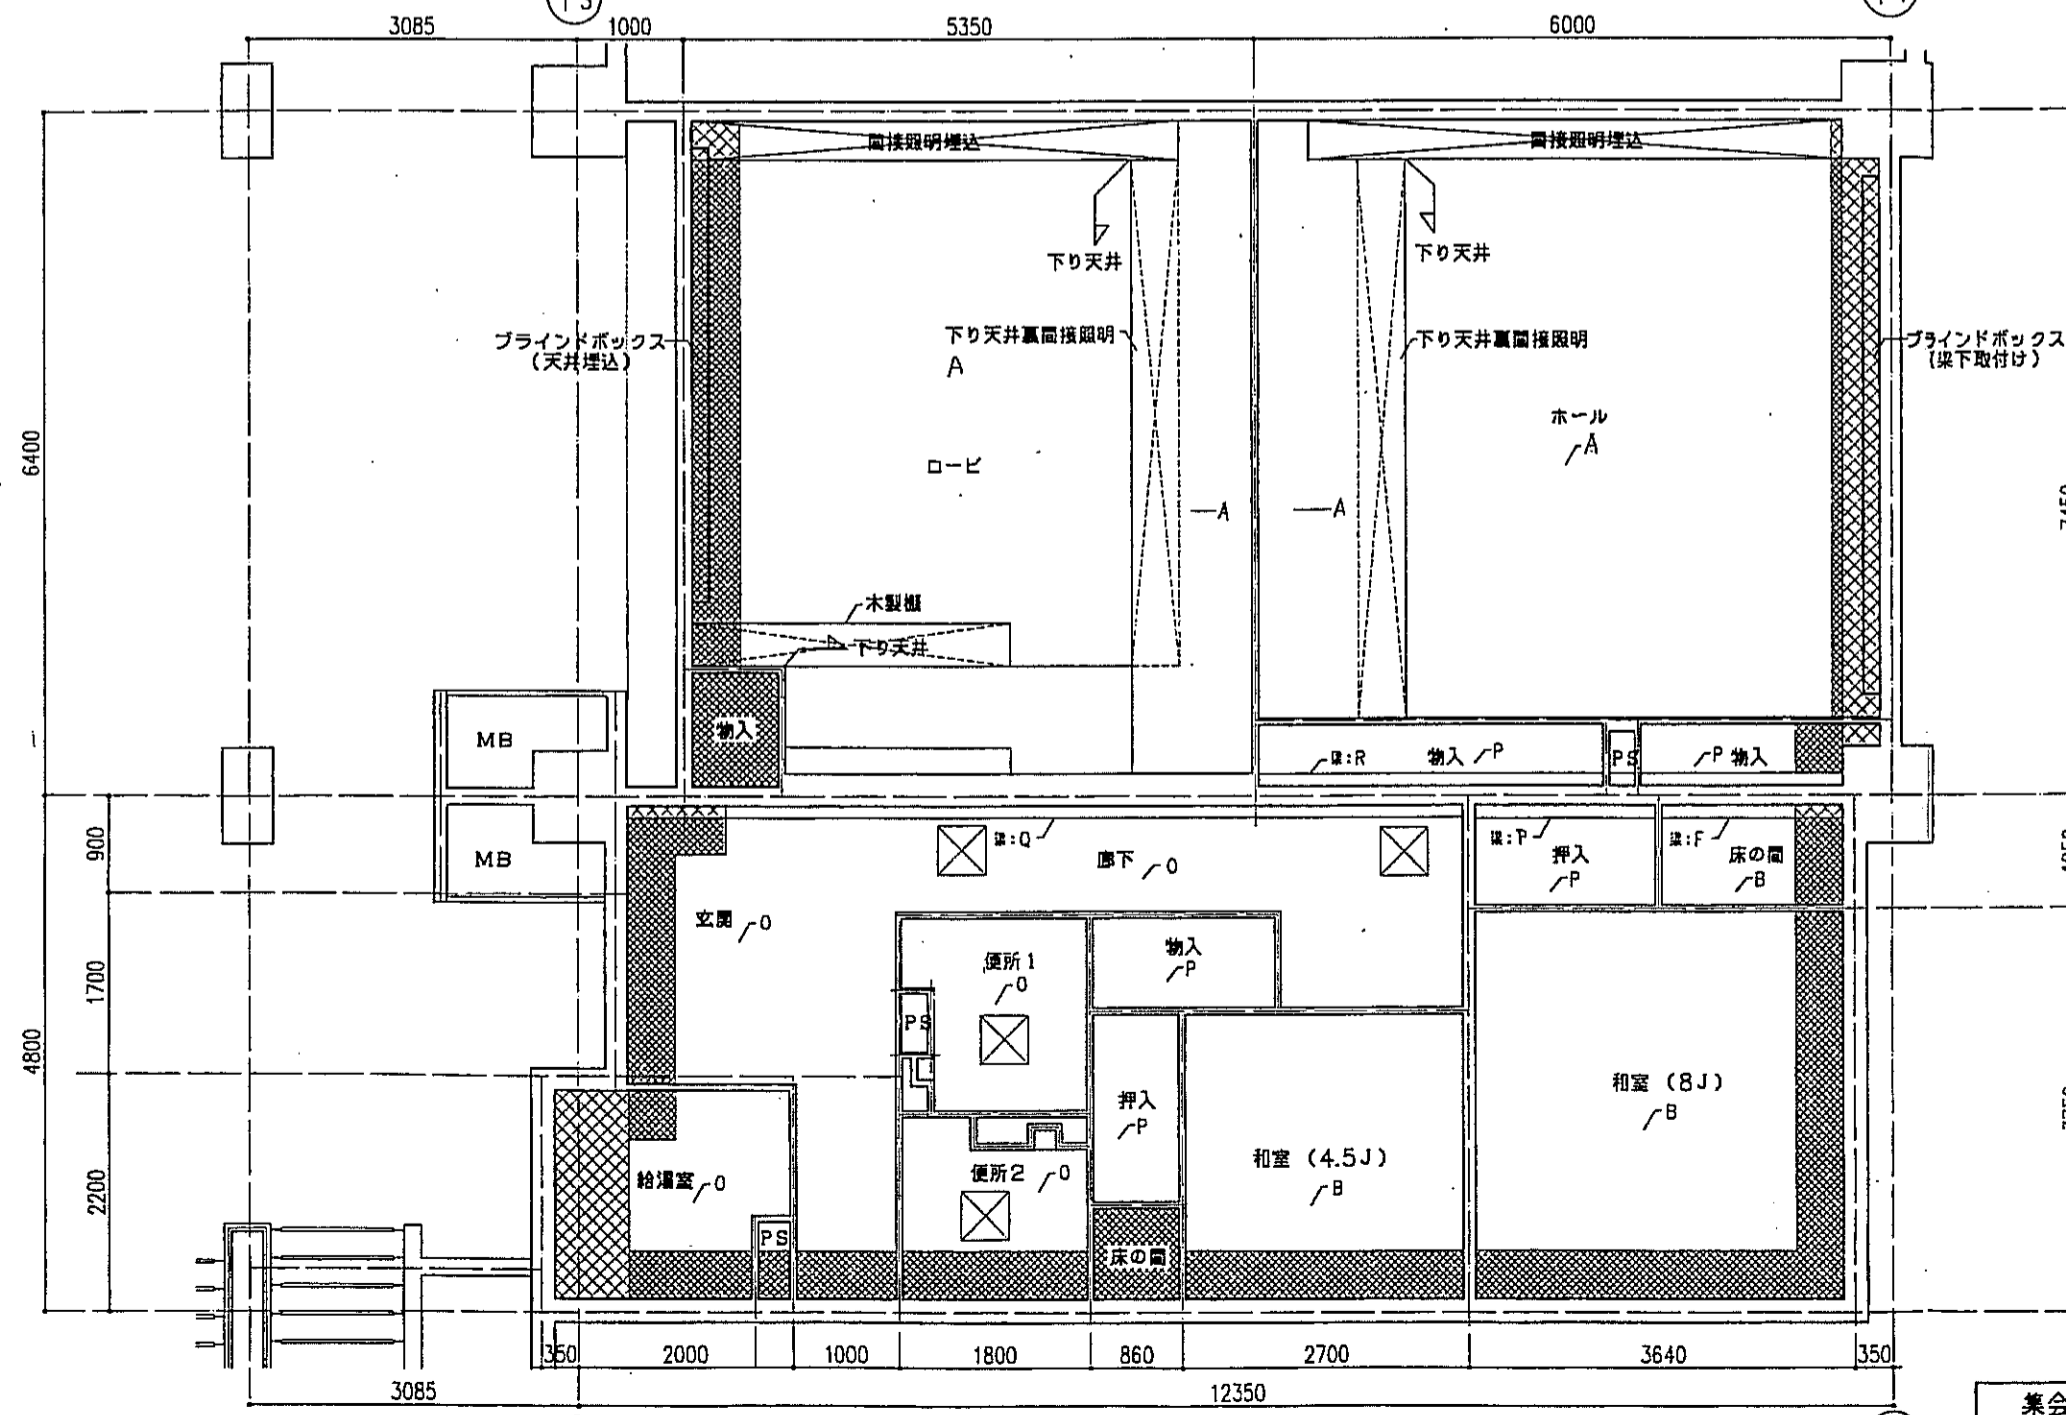 3085
1000
5350
6000
間接照明埋込
間接照明埋込
下り天井
下り天井
ブラインドボックス
(天井埋込)
下り天井裏間接照明
A
下り天井裏間接照明
ブラインドボックス
(梁下取付け)
ホール
A
6400
ロービ
A
A
木製棚
下り天井
物入
MB
梁:R
物入
P
PS
P
物入
900
MB
梁:Q
廊下
O
梁:P
押入
P
梁:F
床の間
B
玄関
O
便所1
O
物入
P
1700
PS
4800
押入
P
和室 (8J)
B
和室 (4.5J)
B
2200
給湯室
O
便所2
O
PS
床の間
350
2000
1000
1800
860
2700
3640
350
3085
12350
集会